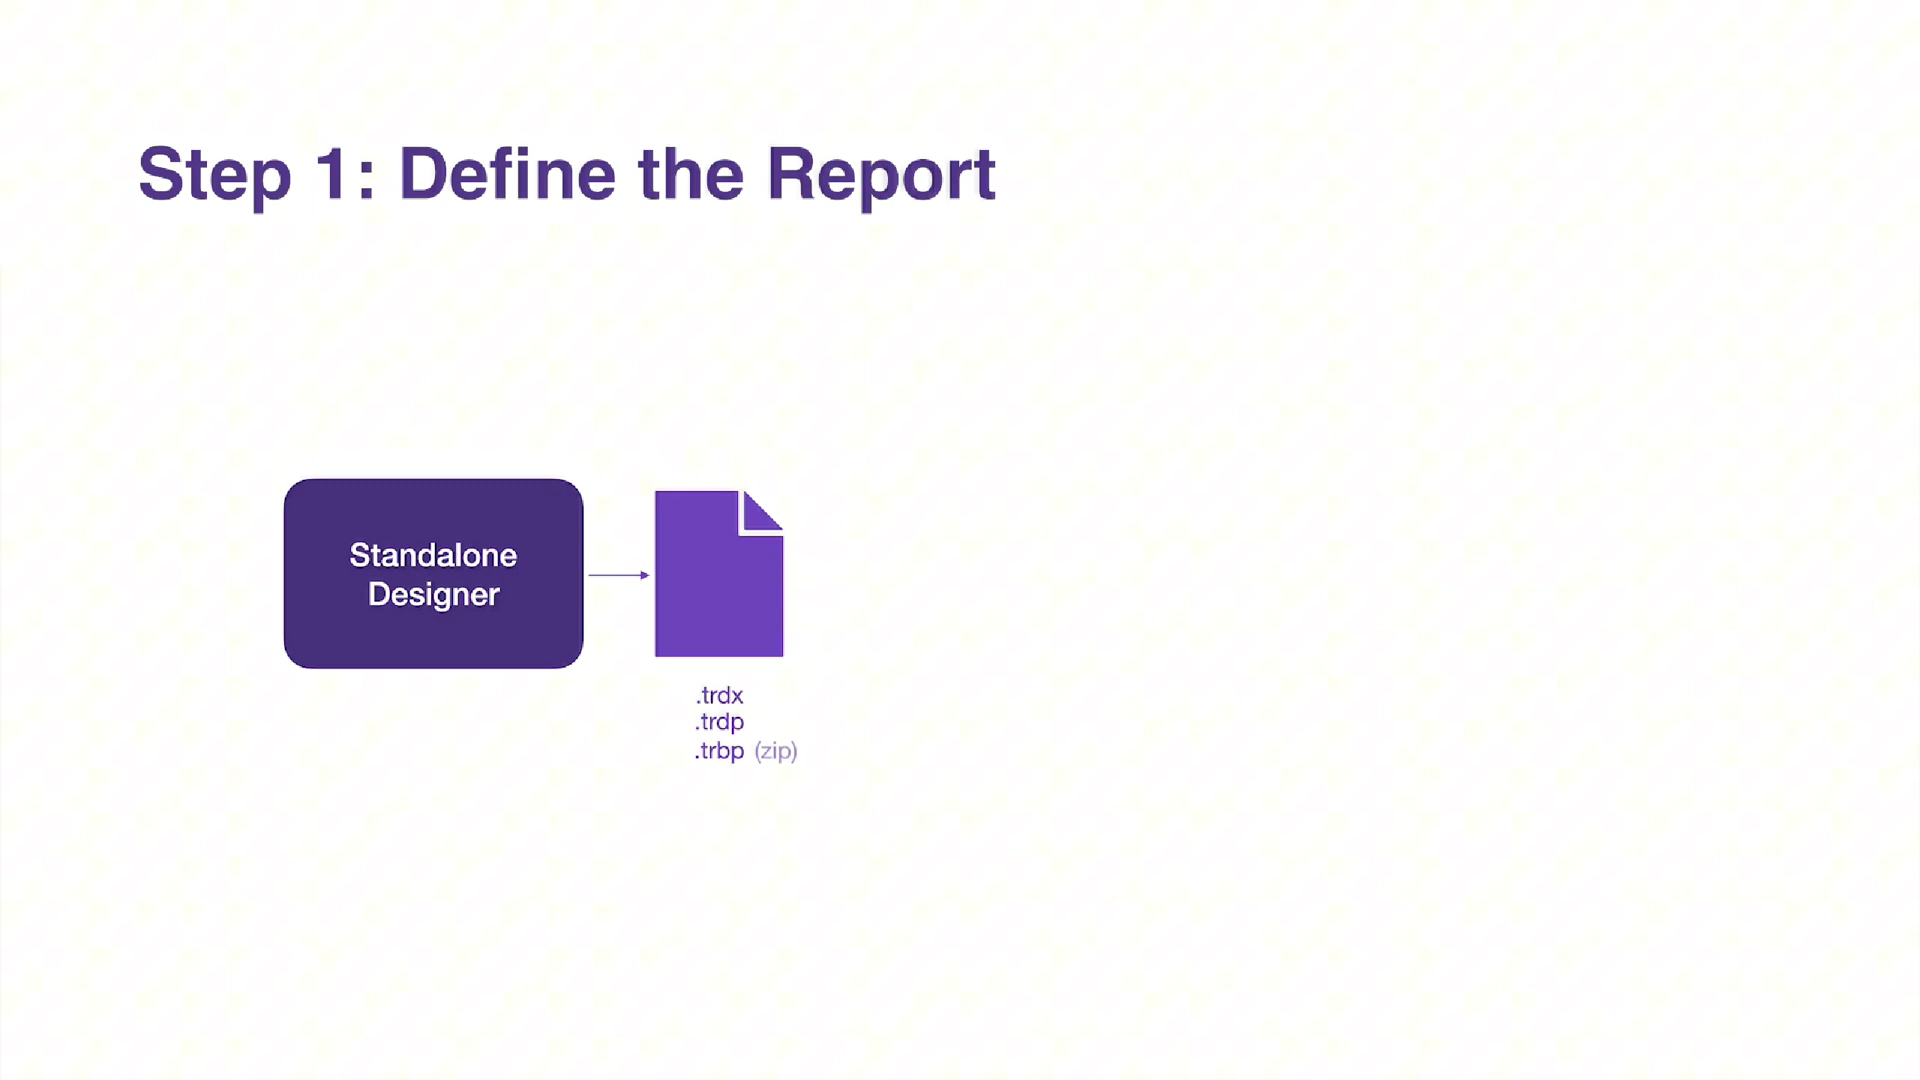 Step 1: Define the Report
Standalone
Designer
.trdx
.trdp
.trbp (zip)